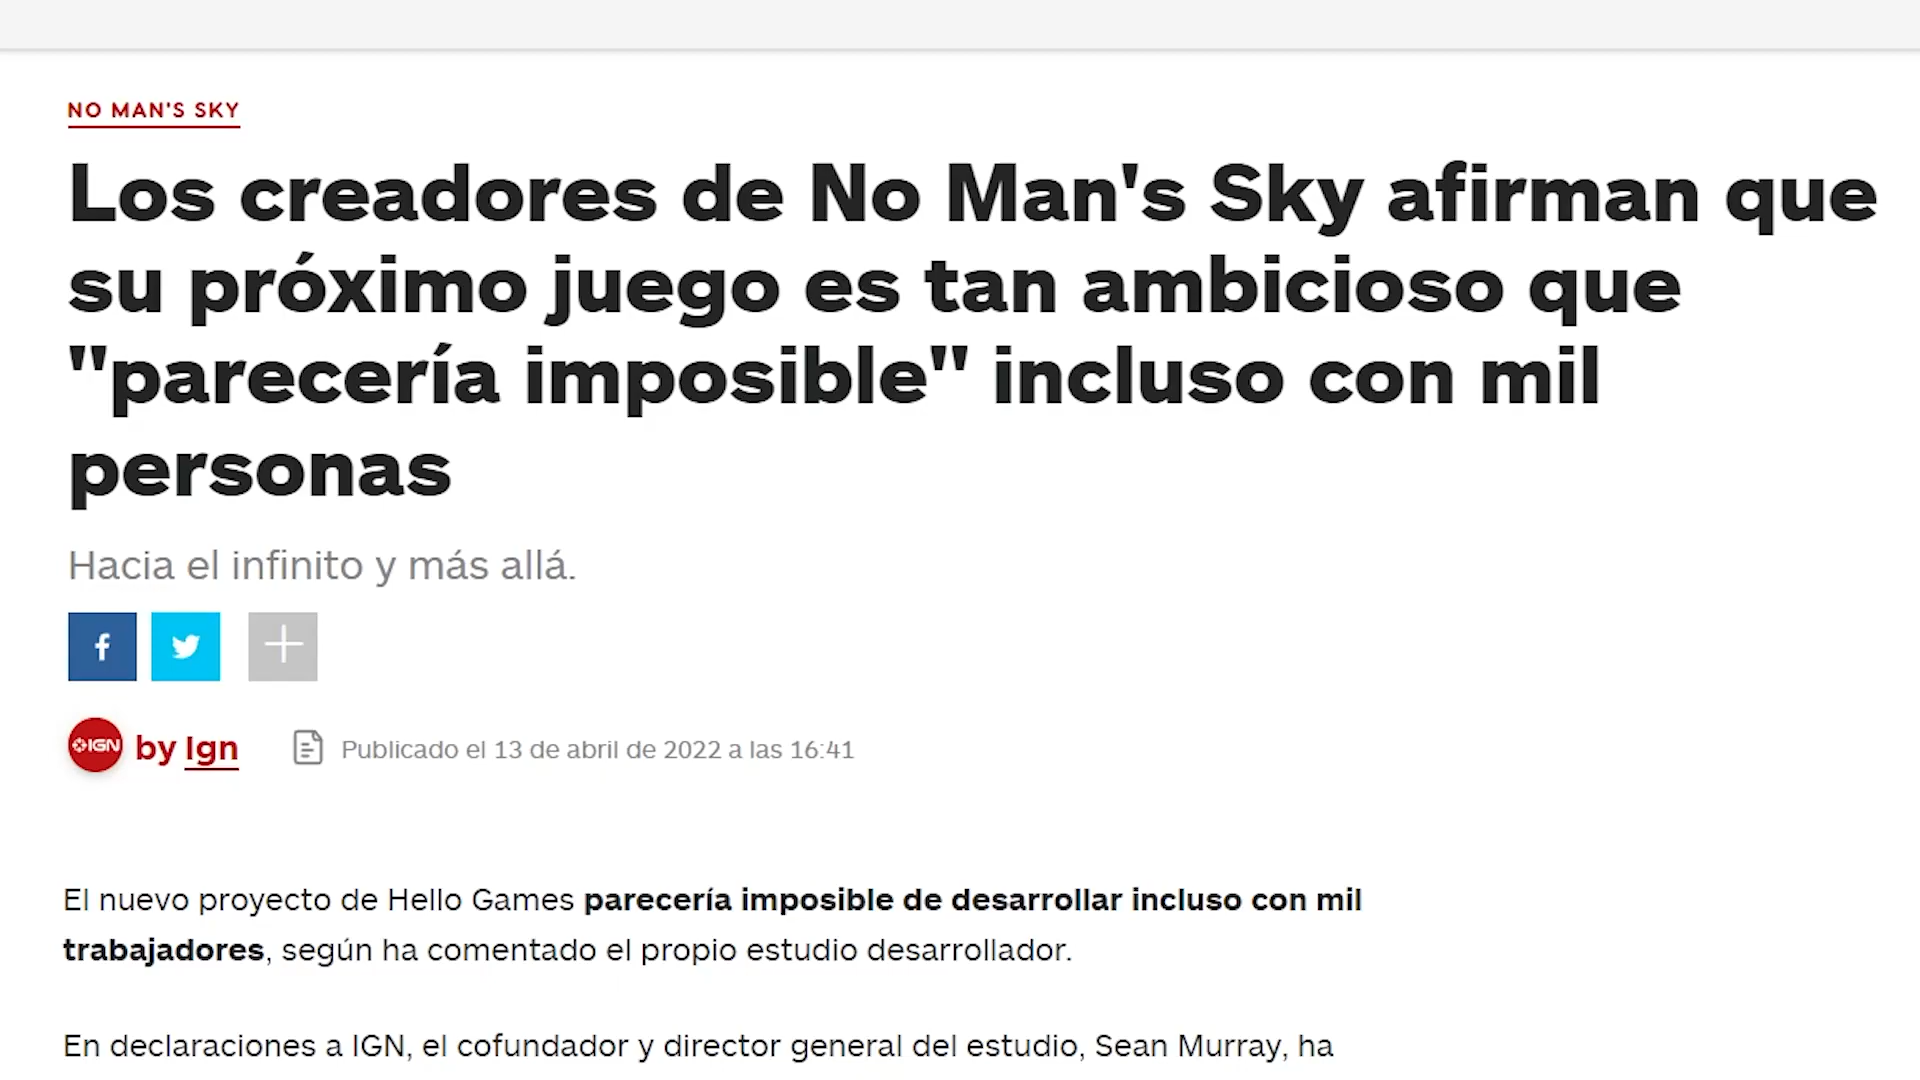 NO MAN'S SKY
Los creadores de No Man's Sky afirman que
su próximo juego es tan ambicioso que
"parecería imposible" incluso con mil
personas
Hacia el infinito y más allá.
IGN by Ign Publicado el 13 de abril de 2022 a las 16:41
El nuevo proyecto de Hello Games parecería imposible de desarrollar incluso con mil
trabajadores, según ha comentado el propio estudio desarrollador.
En declaraciones a IGN, el cofundador y director general del estudio, Sean Murray, ha